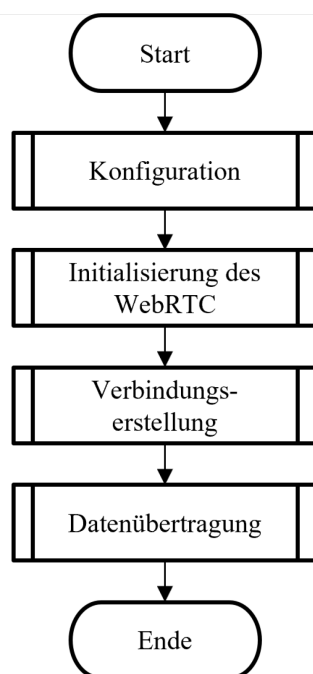 Start
Konfiguration
Initialisierung des
WebRTC
Verbindungs-
erstellung
Datenübertragung
Ende